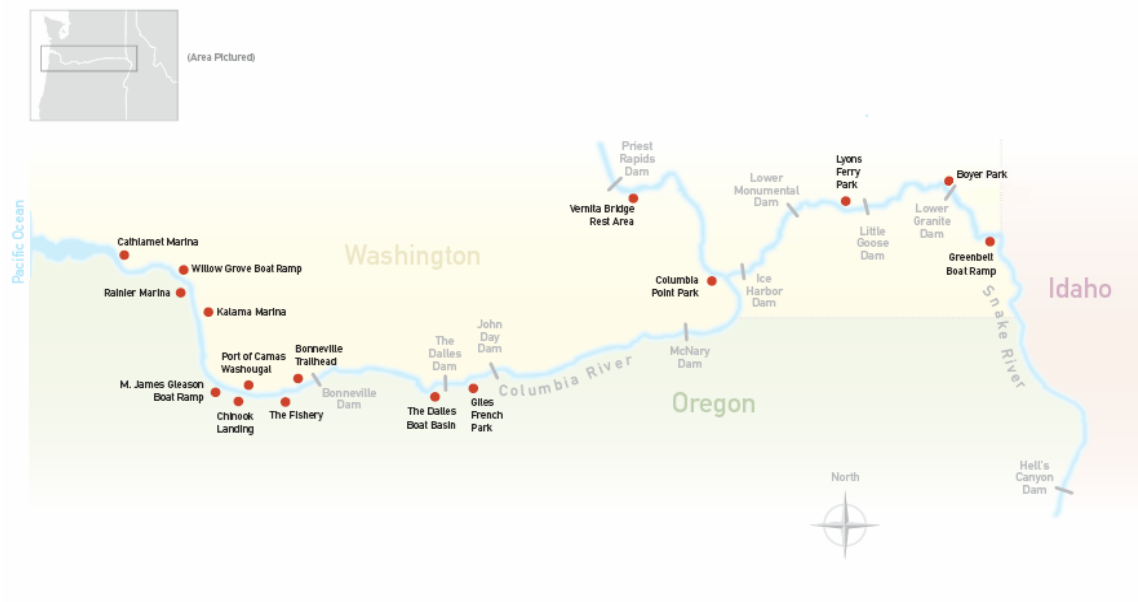 (Area Pictured)
Priest
Rapids
Dam
Lyons
Ferry
Park
Boyer Park
Lower
Monumental
Dam
Vernita Bridge
Rest Area
Lower
Granite
Dam
Little
Goose
Dam
Pacific Ocean
Cathlamet Marina
Washington
Willow Grove Boat Ramp
Greenbelt
Boat Ramp
Rainier Marina
Columbia
Point Park
Ice
Harbor
Dam
Idaho
Snake River
Kalama Marina
John
Day
Dam
The
Dalles
Dam
McNary
Dam
Port of Camas
Washougal
Bonneville
Trailhead
Columbia River
M. James Gleason
Boat Ramp
Bonneville
Dam
Oregon
Chinook
Landing
The Fishery
The Dalles
Boat Basin
Giles
French
Park
Hell's
Canyon
Dam
North